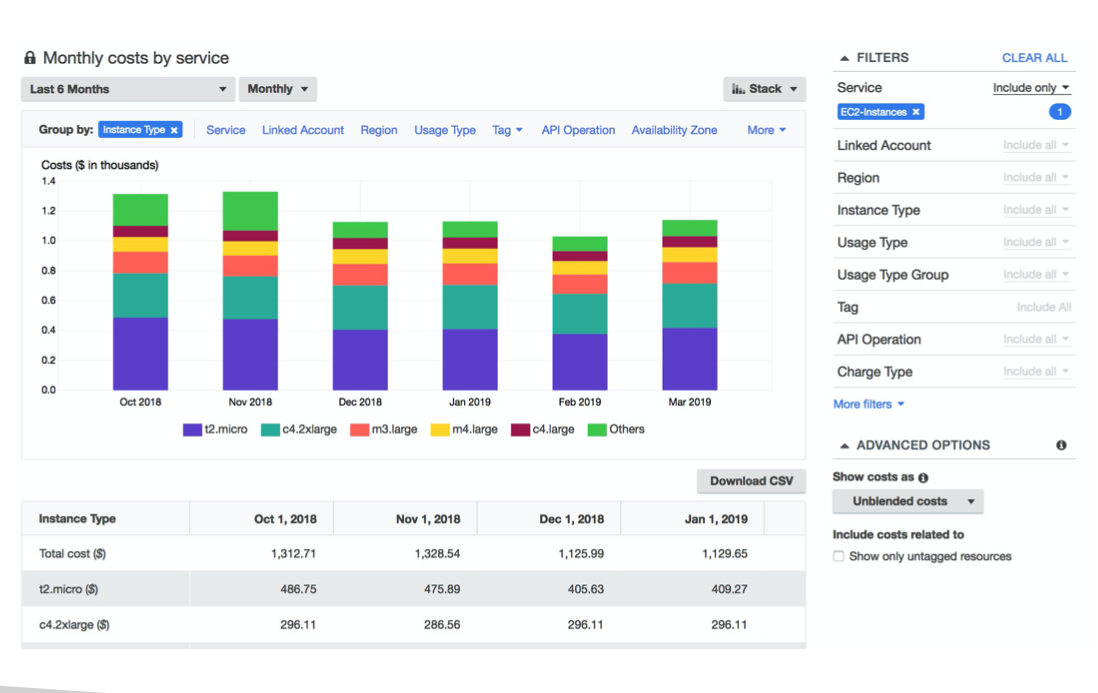 Monthly costs by service
Last 6 Months Monthly Stack
Group by: Instance Type × Service Linked Account Region Usage Type Tag API Operation Availability Zone More
Costs ($ in thousands)
1.4
1.2
1.0
0.8
0.6
0.4
0.2
0.0
Oct 2018 Nov 2018 Dec 2018 Jan 2019 Feb 2019 Mar 2019
t2.micro c4.2xlarge m3.large m4.large c4.large Others
Download CSV
Instance Type Oct 1, 2018 Nov 1, 2018 Dec 1, 2018 Jan 1, 2019
Total cost ($) 1,312.71 1,328.54 1,125.99 1,129.65
t2.micro ($) 486.75 475.89 405.63 409.27
c4.2xlarge ($) 296.11 286.56 296.11 296.11
FILTERS CLEAR ALL
Service Include only
EC2-Instances × 1
Linked Account Include all
Region Include all
Instance Type Include all
Usage Type Include all
Usage Type Group Include all
Tag Include All
API Operation Include all
Charge Type Include all
More filters
ADVANCED OPTIONS
Show costs as
Unblended costs
Include costs related to
Show only untagged resources